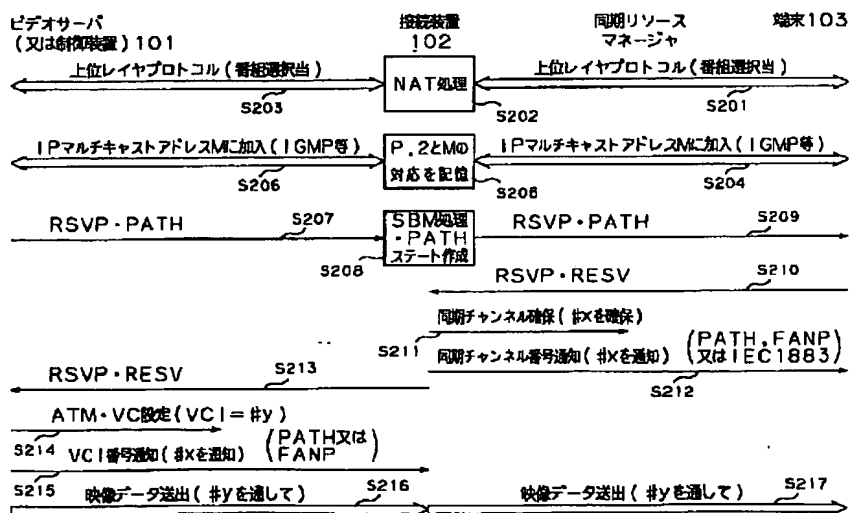 ビデオサーバ
(又は制御装置) 101
接続装置
102
同期リソース
マネージャ
端末103
上位レイヤプロトコル (番組選択当)
S203
NAT処理
S202
上位レイヤプロトコル (番組選択当)
S201
IPマルチキャストアドレスMに加入 (IGMP等)
S206
P.2とMの
対応を記憶
S205
IPマルチキャストアドレスMに加入 (IGMP等)
S204
RSVP・PATH
S207
SBM処理
・PATH
ステート作成
S208
RSVP・PATH
S209
RSVP・RESV
S210
同期チャンネル確保 (#xを確保)
S211
同期チャンネル番号通知 (#xを通知)
(PATH, FANP
又はIEC1883)
S212
RSVP・RESV
S213
ATM・VC設定 (VCI=#y)
S214
VCI番号通知 (#xを通知)
(PATH又は
FANP)
S215
映像データ送出 (#yを通して)
S216
映像データ送出 (#yを通して)
S217